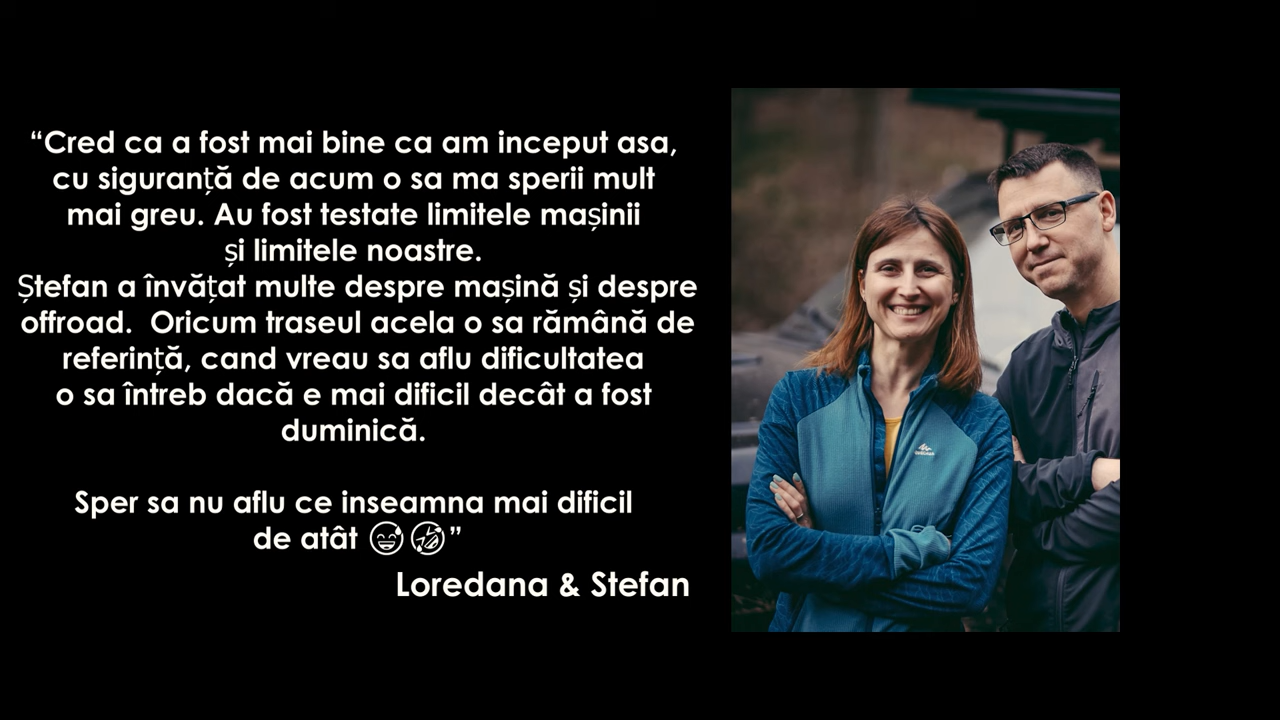 “Cred ca a fost mai bine ca am inceput asa,
cu siguranță de acum o sa ma sperii mult
mai greu. Au fost testate limitele mașinii
și limitele noastre.
Ștefan a învățat multe despre mașină și despre
offroad.  Oricum traseul acela o sa rămână de
referință, cand vreau sa aflu dificultatea
o sa întreb dacă e mai dificil decât a fost
duminică.
Sper sa nu aflu ce inseamna mai dificil
de atât 😅🤣”
Loredana & Stefan